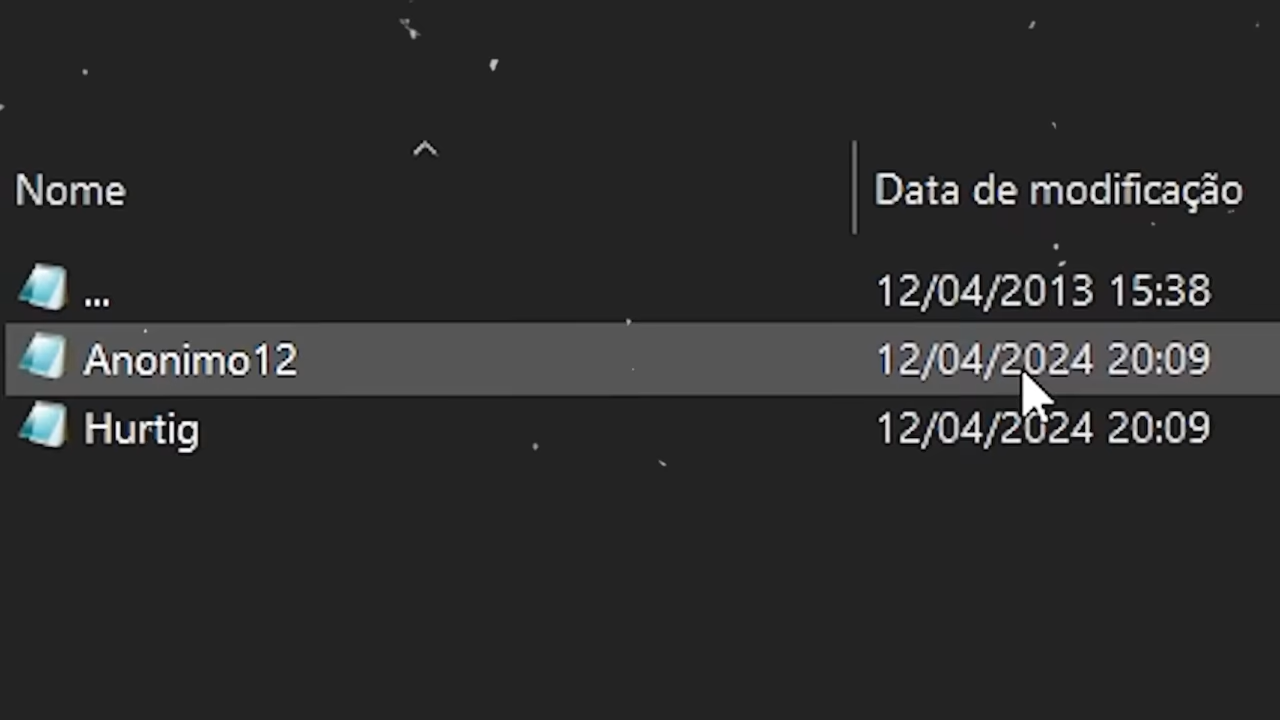 Nome Data de modificação
... 12/04/2013 15:38
Anonimo12 12/04/2024 20:09
Hurtig 12/04/2024 20:09